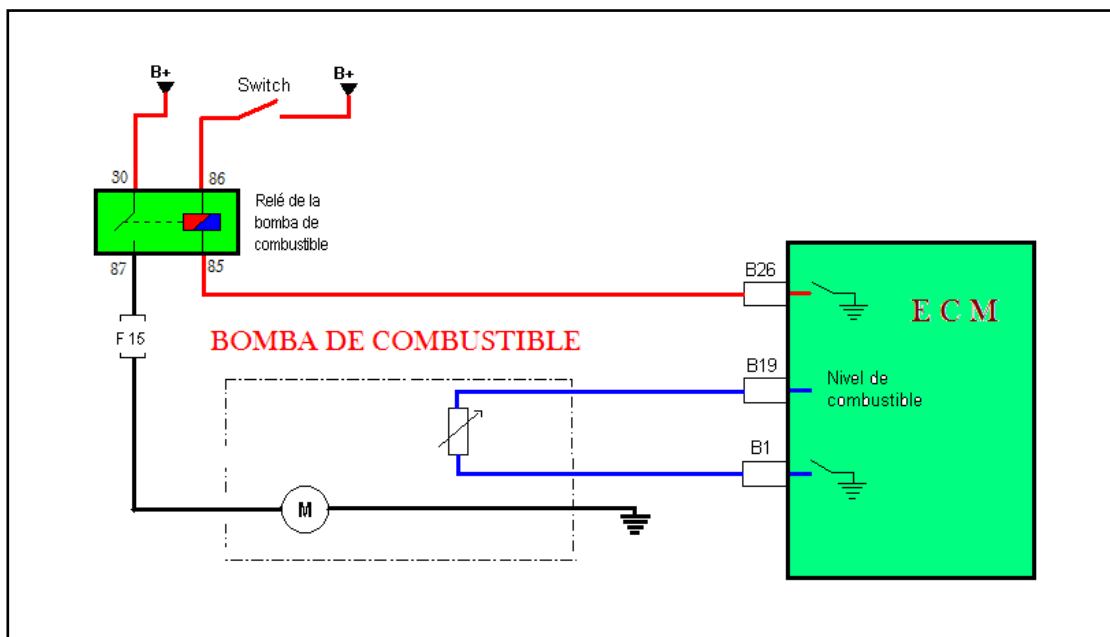 B+
Switch
B+
30
86
Relé de la
bomba de
combustible
87
85
B26
E C M
F 15
BOMBA DE COMBUSTIBLE
B19
Nivel de
combustible
B1
M